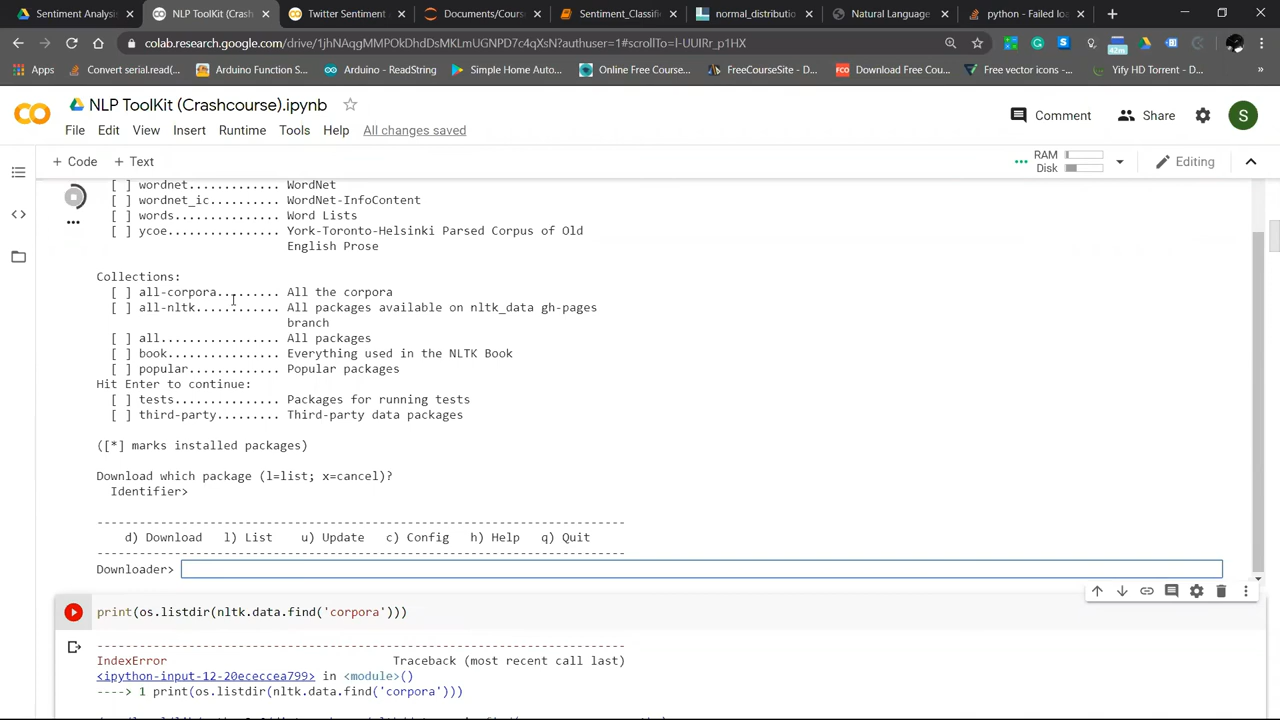 Sentiment Analysis
NLP ToolKit (Crash
Twitter Sentiment
Documents/Cours
Sentiment_Classifi
normal_distributio
Natural Language
python - Failed lo
colab.research.google.com/drive/1jhNAqgMMPOkDhdDsMKLmUGNPD7c4qXsN?authuser=1#scrollTo=l-UUIRr_p1HX
Apps
Convert serial.read(...
Arduino Function S...
Arduino - ReadString
Simple Home Auto...
Online Free Course...
FreeCourseSite - D...
Download Free Cou...
Free vector icons -...
Yify HD Torrent - D...
NLP ToolKit (Crashcourse).ipynb
Comment
Share
S
File Edit View Insert Runtime Tools Help All changes saved
+ Code + Text
RAM
Disk
Editing
[ ] wordnet............. WordNet
[ ] wordnet_ic.......... WordNet-InfoContent
[ ] words............... Word Lists
[ ] ycoe................ York-Toronto-Helsinki Parsed Corpus of Old
English Prose
Collections:
[ ] all-corpora......... All the corpora
[ ] all-nltk............ All packages available on nltk_data gh-pages
branch
[ ] all................. All packages
[ ] book................ Everything used in the NLTK Book
[ ] popular............. Popular packages
Hit Enter to continue:
[ ] tests............... Packages for running tests
[ ] third-party......... Third-party data packages
([*] marks installed packages)
Download which package (l=list; x=cancel)?
Identifier>
---------------------------------------------------------------------------
d) Download l) List u) Update c) Config h) Help q) Quit
---------------------------------------------------------------------------
Downloader>
print(os.listdir(nltk.data.find('corpora')))
---------------------------------------------------------------------------
IndexError Traceback (most recent call last)
<ipython-input-12-20ececcea799> in <module>()
----> 1 print(os.listdir(nltk.data.find('corpora')))